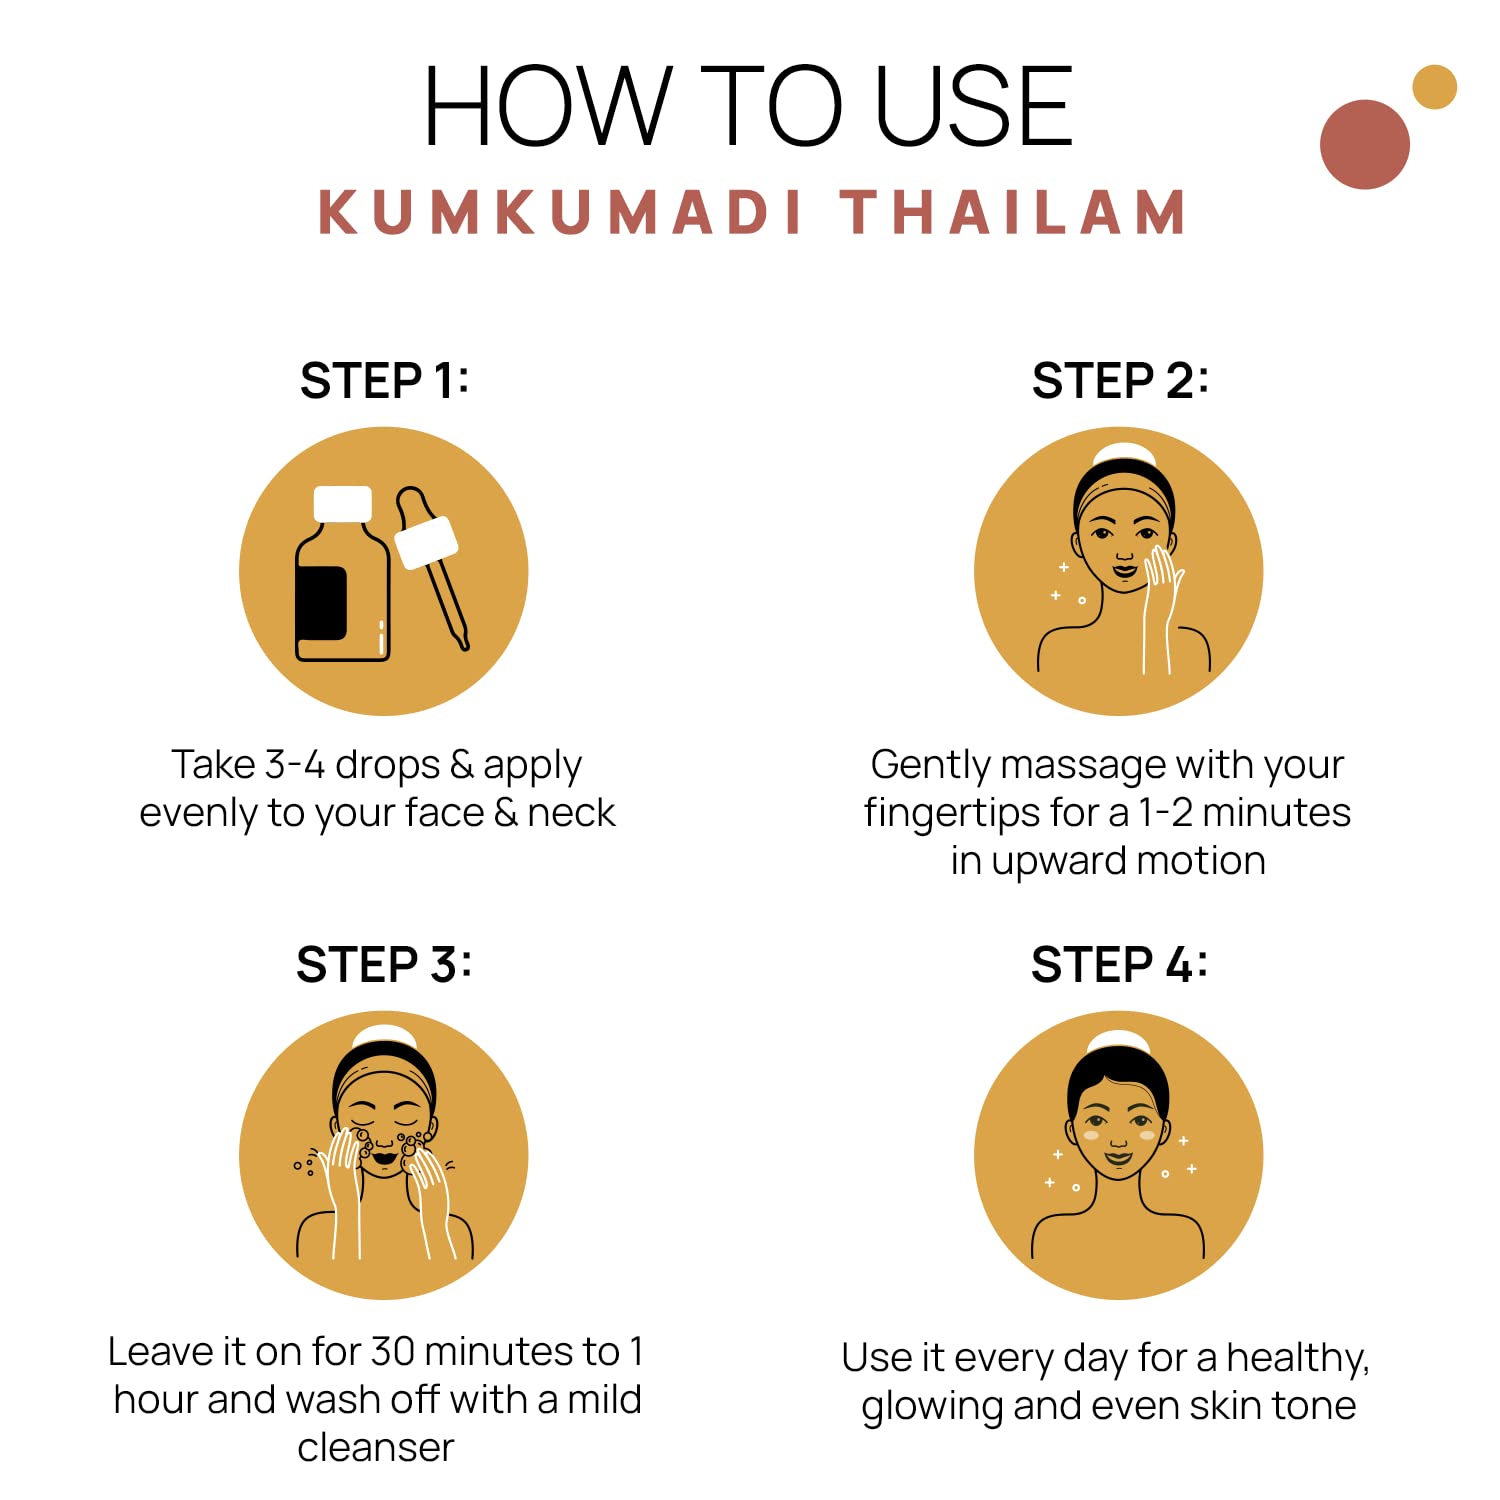 HOW TO USE
KUMKUMADI THAILAM
STEP 1:
Take 3-4 drops & apply
evenly to your face & neck
STEP 2:
Gently massage with your
fingertips for a 1-2 minutes
in upward motion
STEP 3:
Leave it on for 30 minutes to 1
hour and wash off with a mild
cleanser
STEP 4:
Use it every day for a healthy,
glowing and even skin tone